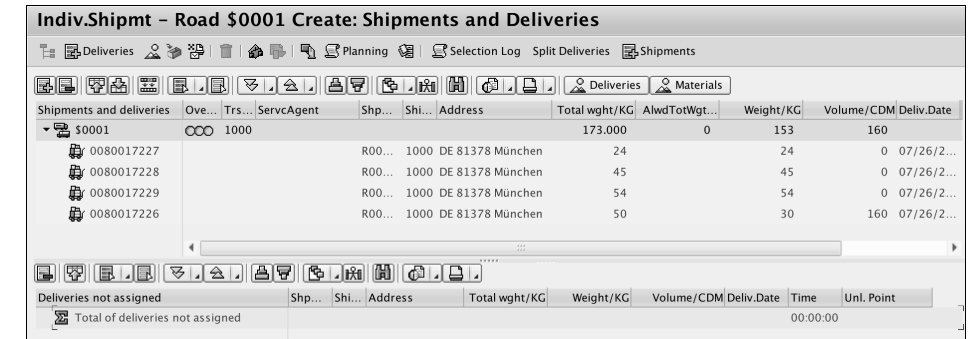 Indiv.Shipmt - Road $0001 Create: Shipments and Deliveries
Deliveries Planning Selection Log Split Deliveries Shipments
Deliveries Materials
Shipments and deliveries Ove... Trs... ServcAgent Shp... Shi... Address Total wght/KG AlwdTotWgt... Weight/KG Volume/CDM Deliv.Date
$0001 1000 173.000 0 153 160
0080017227 R00... 1000 DE 81378 München 24 24 0 07/26/2...
0080017228 R00... 1000 DE 81378 München 45 45 0 07/26/2...
0080017229 R00... 1000 DE 81378 München 54 54 0 07/26/2...
0080017226 R00... 1000 DE 81378 München 50 30 160 07/26/2...
Deliveries not assigned Shp... Shi... Address Total wght/KG Weight/KG Volume/CDM Deliv.Date Time Unl. Point
Total of deliveries not assigned 00:00:00